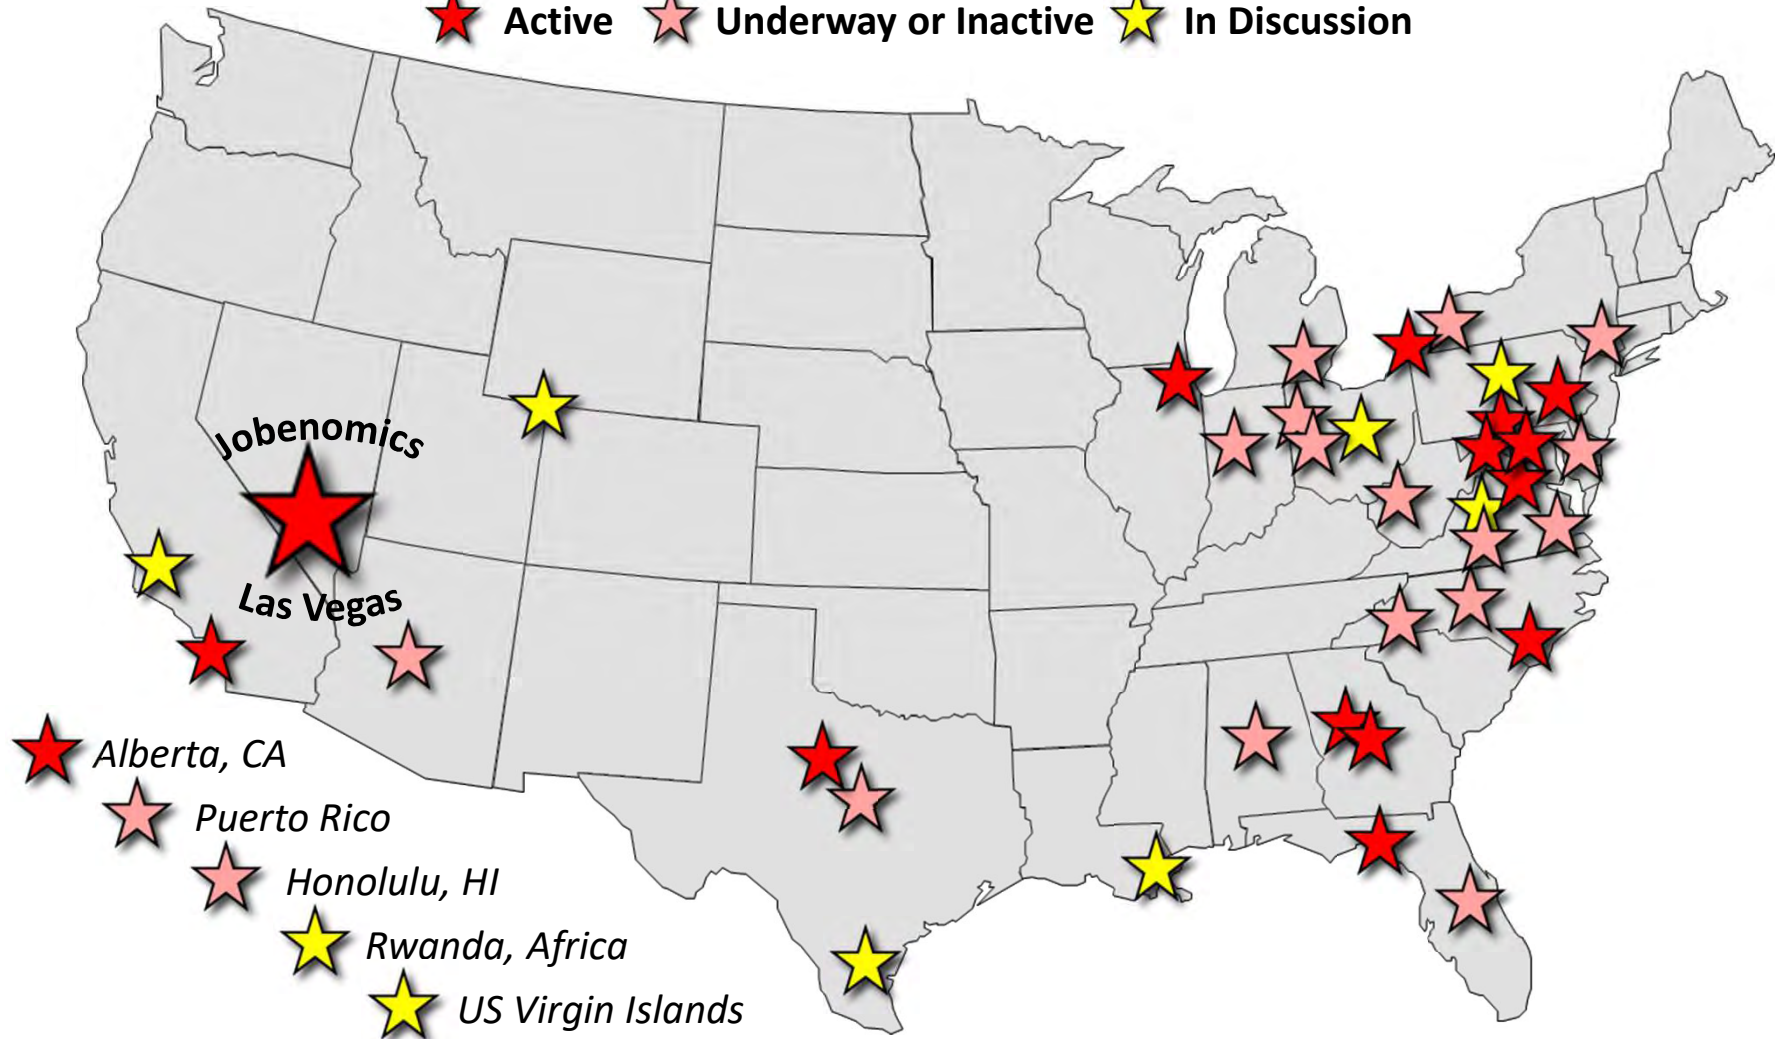 Active Underway or Inactive In Discussion
Jobenomics
Las Vegas
Alberta, CA
Puerto Rico
Honolulu, HI
Rwanda, Africa
US Virgin Islands